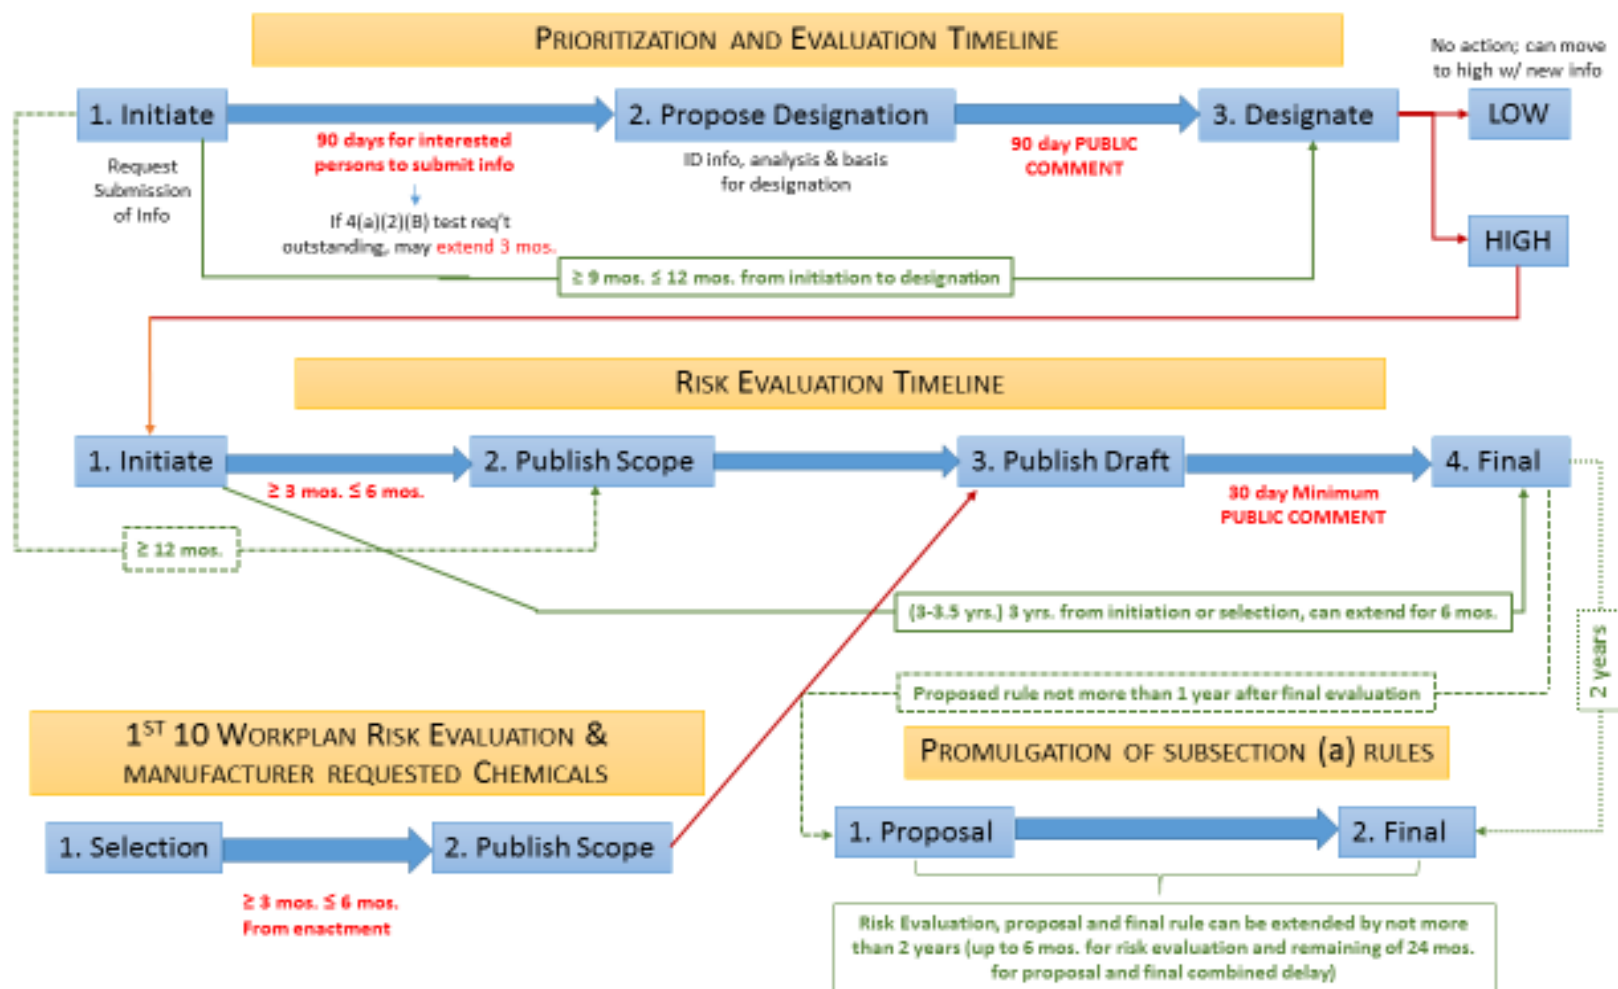 PRIORITIZATION AND EVALUATION TIMELINE
No action; can move
to high w/ new info
1. Initiate
2. Propose Designation
3. Designate
LOW
Request
Submission
of Info
90 days for interested
persons to submit info
If 4(a)(2)(B) test req't
outstanding, may extend 3 mos.
ID info, analysis & basis
for designation
90 day PUBLIC
COMMENT
HIGH
≥ 9 mos. ≤ 12 mos. from initiation to designation
RISK EVALUATION TIMELINE
1. Initiate
2. Publish Scope
3. Publish Draft
4. Final
≥ 3 mos. ≤ 6 mos.
30 day Minimum
PUBLIC COMMENT
≥ 12 mos.
(3-3.5 yrs.) 3 yrs. from initiation or selection, can extend for 6 mos.
2 years
Proposed rule not more than 1 year after final evaluation
1ST 10 WORKPLAN RISK EVALUATION &
MANUFACTURER REQUESTED CHEMICALS
PROMULGATION OF SUBSECTION (a) RULES
1. Selection
2. Publish Scope
≥ 3 mos. ≤ 6 mos.
From enactment
1. Proposal
2. Final
Risk Evaluation, proposal and final rule can be extended by not more
than 2 years (up to 6 mos. for risk evaluation and remaining of 24 mos.
for proposal and final combined delay)